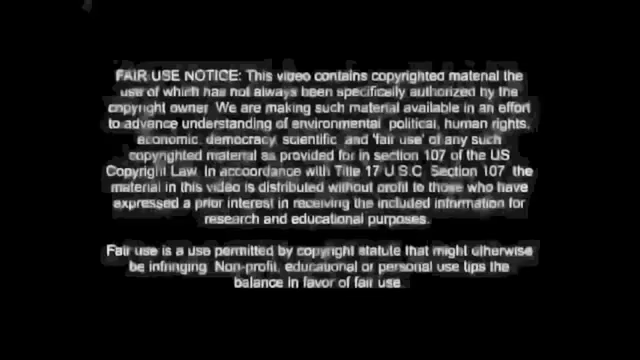 FAIR USE NOTICE: This video contains copyrighted material the
use of which has not always been specifically authorized by the
copyright owner. We are making such material available in an effort
to advance understanding of environmental, political, human rights,
economic, democracy, scientific, and 'fair use' of any such
copyrighted material as provided for in section 107 of the US
Copyright Law. In accordance with Title 17 U.S.C. Section 107, the
material in this video is distributed without profit to those who have
expressed a prior interest in receiving the included information for
research and educational purposes.
Fair use is a use permitted by copyright statute that might otherwise
be infringing. Non-profit, educational or personal use tips the
balance in favor of fair use.